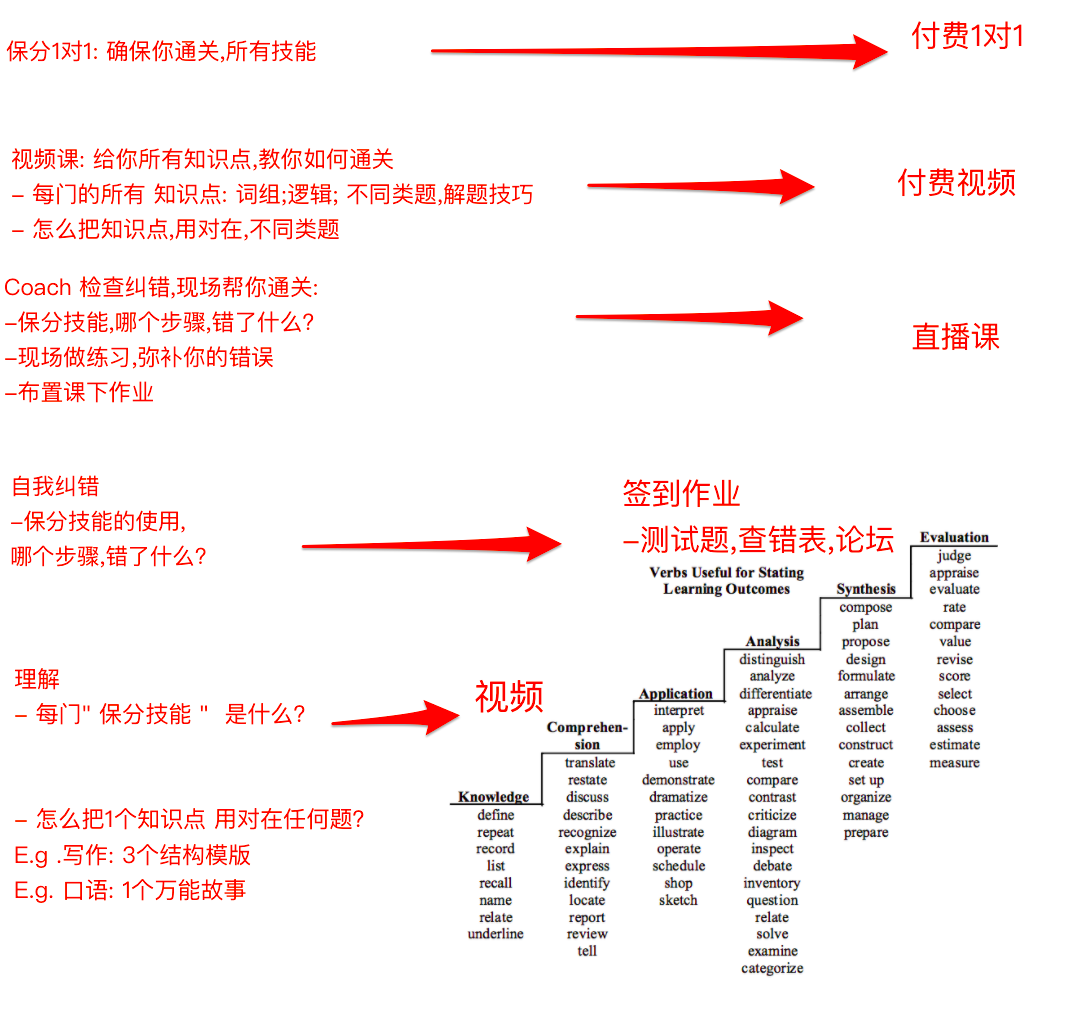 保分1对1: 确保你通关,所有技能
付费1对1
视频课: 给你所有知识点,教你如何通关
- 每门的所有 知识点: 词组;逻辑; 不同类题,解题技巧
- 怎么把知识点,用对在,不同类题
付费视频
Coach 检查纠错,现场帮你通关:
-保分技能,哪个步骤,错了什么?
-现场做练习,弥补你的错误
-布置课下作业
直播课
自我纠错
-保分技能的使用,
哪个步骤,错了什么?
签到作业
-测试题,查错表,论坛
理解
- 每门" 保分技能 " 是什么?
视频
- 怎么把1个知识点 用对在任何题?
E.g .写作: 3个结构模版
E.g. 口语: 1个万能故事
Verbs Useful for Stating
Learning Outcomes
Knowledge
define
repeat
record
list
recall
name
relate
underline
Comprehen-
sion
translate
restate
discuss
describe
recognize
explain
express
identify
locate
report
review
tell
Application
interpret
apply
employ
use
demonstrate
dramatize
practice
illustrate
operate
schedule
shop
sketch
Analysis
distinguish
analyze
differentiate
appraise
calculate
experiment
test
compare
contrast
criticize
diagram
inspect
debate
inventory
question
relate
solve
examine
categorize
Synthesis
compose
plan
propose
design
formulate
arrange
assemble
collect
construct
create
set up
organize
manage
prepare
Evaluation
judge
appraise
evaluate
rate
compare
value
revise
score
select
choose
assess
estimate
measure